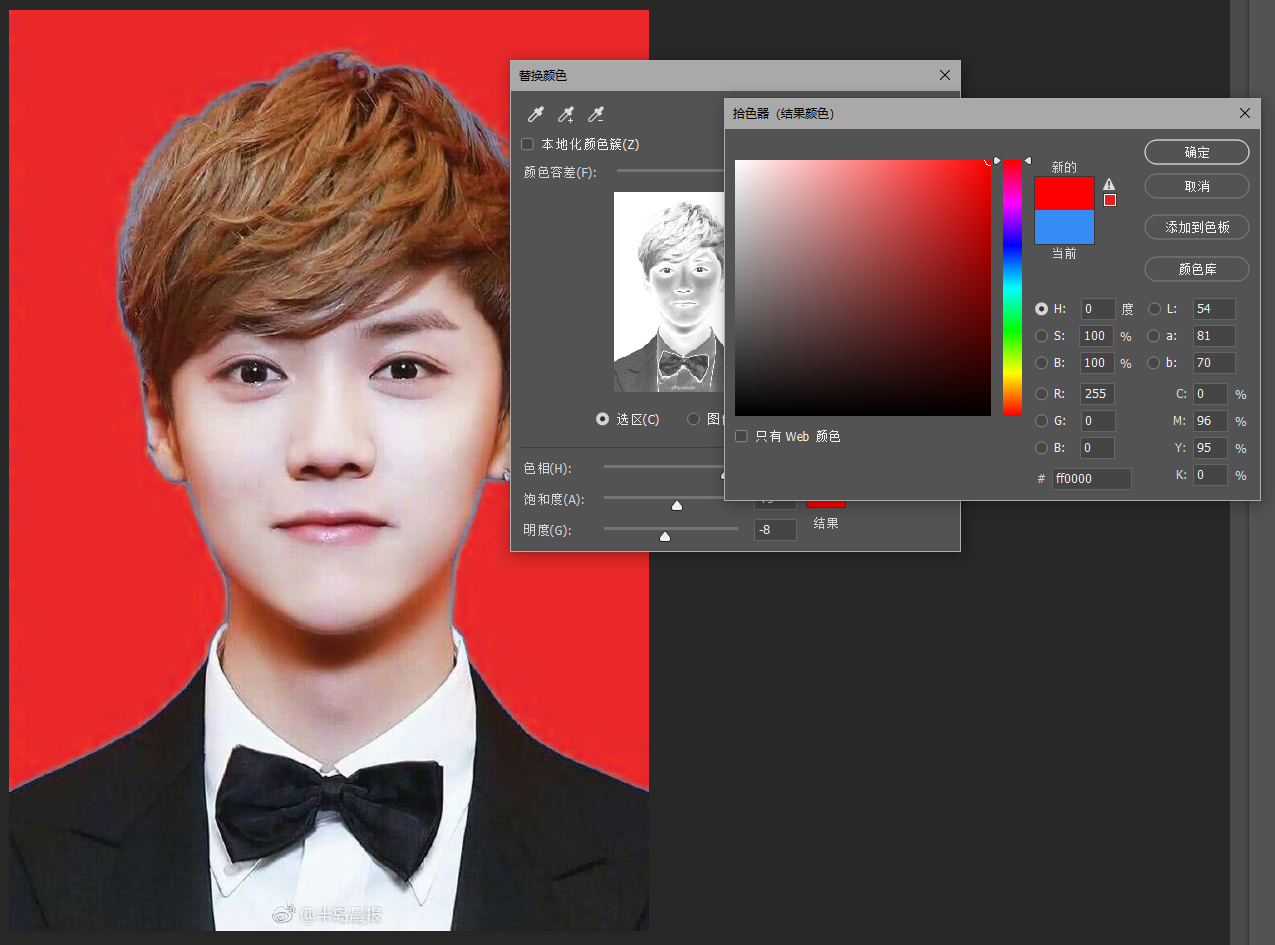 替换颜色
本地化颜色簇(Z)
颜色容差(F):
选区(C)
色相(H):
饱和度(A):
明度(G): -8
结果
拾色器（结果颜色）
新的
当前
确定
取消
添加到色板
颜色库
H: 0 度 L: 54
S: 100 % a: 81
B: 100 % b: 70
R: 255 C: 0 %
G: 0 M: 96 %
B: 0 Y: 95 %
# ff0000 K: 0 %
只有 Web 颜色
@半岛晨报